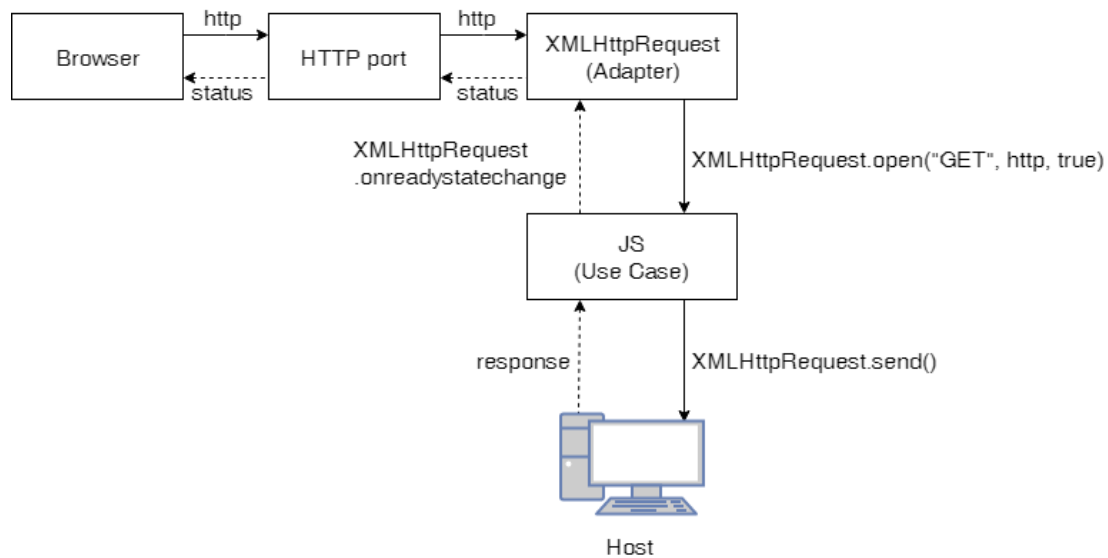 http
http
Browser
HTTP port
XMLHttpRequest
(Adapter)
status
status
XMLHttpRequest
.onreadystatechange
XMLHttpRequest.open("GET", http, true)
JS
(Use Case)
response
XMLHttpRequest.send()
Host